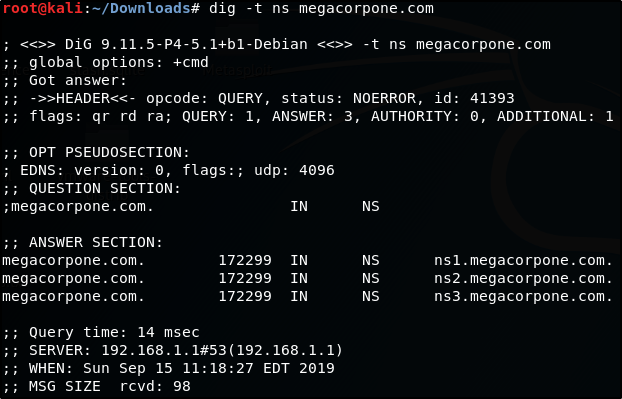 root@kali:~/Downloads# dig -t ns megacorpone.com
; <<>> DiG 9.11.5-P4-5.1+b1-Debian <<>> -t ns megacorpone.com
;; global options: +cmd
;; Got answer:
;; ->>HEADER<<- opcode: QUERY, status: NOERROR, id: 41393
;; flags: qr rd ra; QUERY: 1, ANSWER: 3, AUTHORITY: 0, ADDITIONAL: 1
;; OPT PSEUDOSECTION:
; EDNS: version: 0, flags:; udp: 4096
;; QUESTION SECTION:
;megacorpone.com. IN NS
;; ANSWER SECTION:
megacorpone.com. 172299 IN NS ns1.megacorpone.com.
megacorpone.com. 172299 IN NS ns2.megacorpone.com.
megacorpone.com. 172299 IN NS ns3.megacorpone.com.
;; Query time: 14 msec
;; SERVER: 192.168.1.1#53(192.168.1.1)
;; WHEN: Sun Sep 15 11:18:27 EDT 2019
;; MSG SIZE rcvd: 98